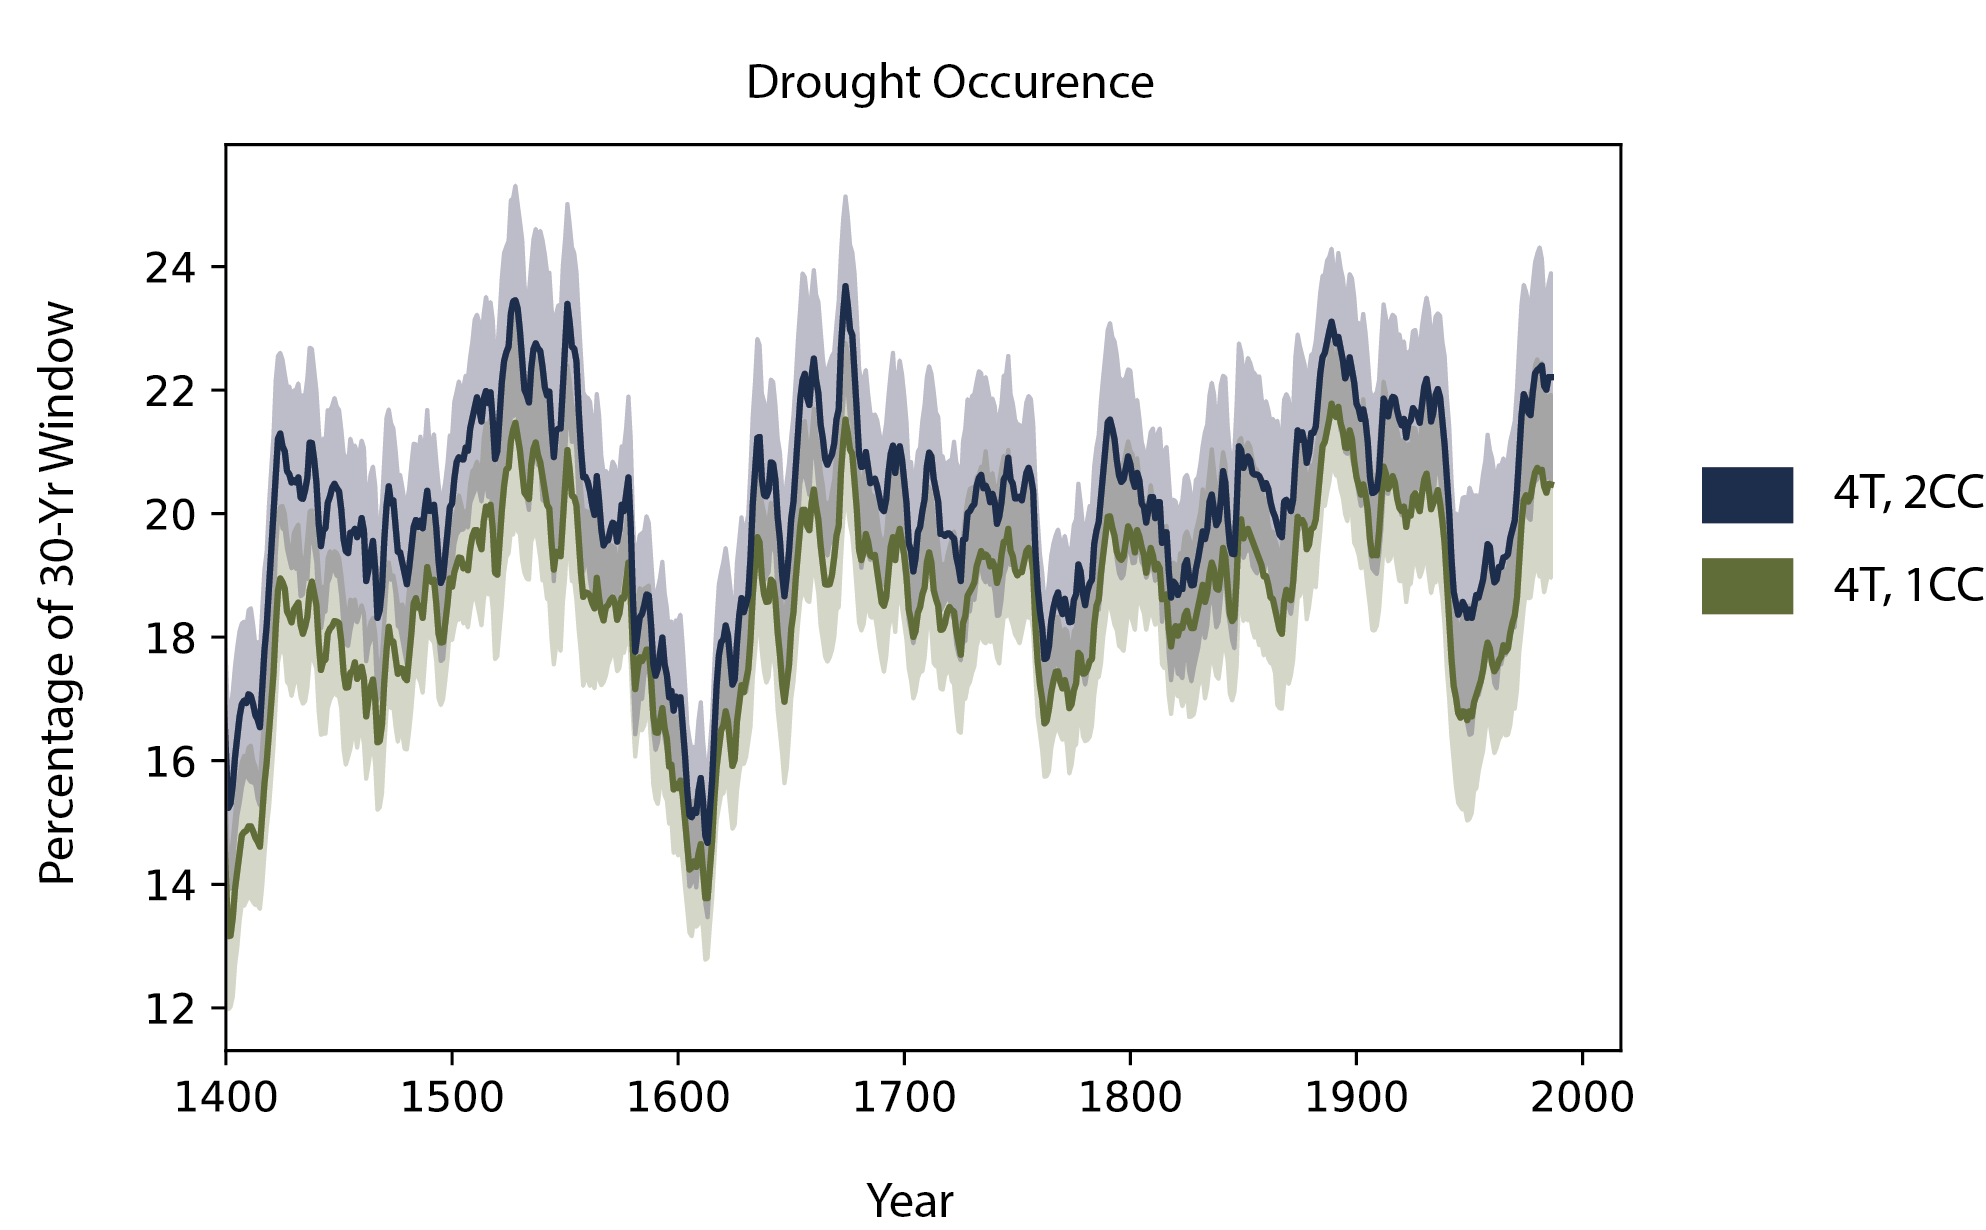 Drought Occurence
Percentage of 30-Yr Window
24
22
20
18
16
14
12
1400 1500 1600 1700 1800 1900 2000
Year
4T, 2CC
4T, 1CC